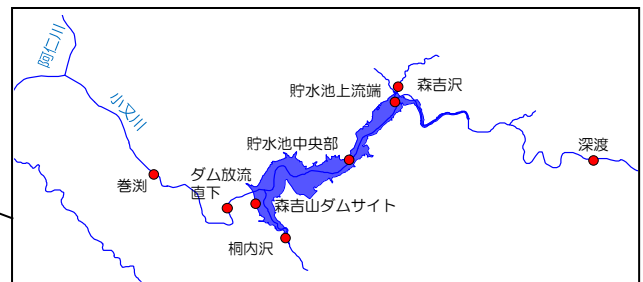 阿仁川
小又川
森吉沢
貯水池上流端
貯水池中央部
深渡
巻渕
ダム放流
直下
森吉山ダムサイト
桐内沢